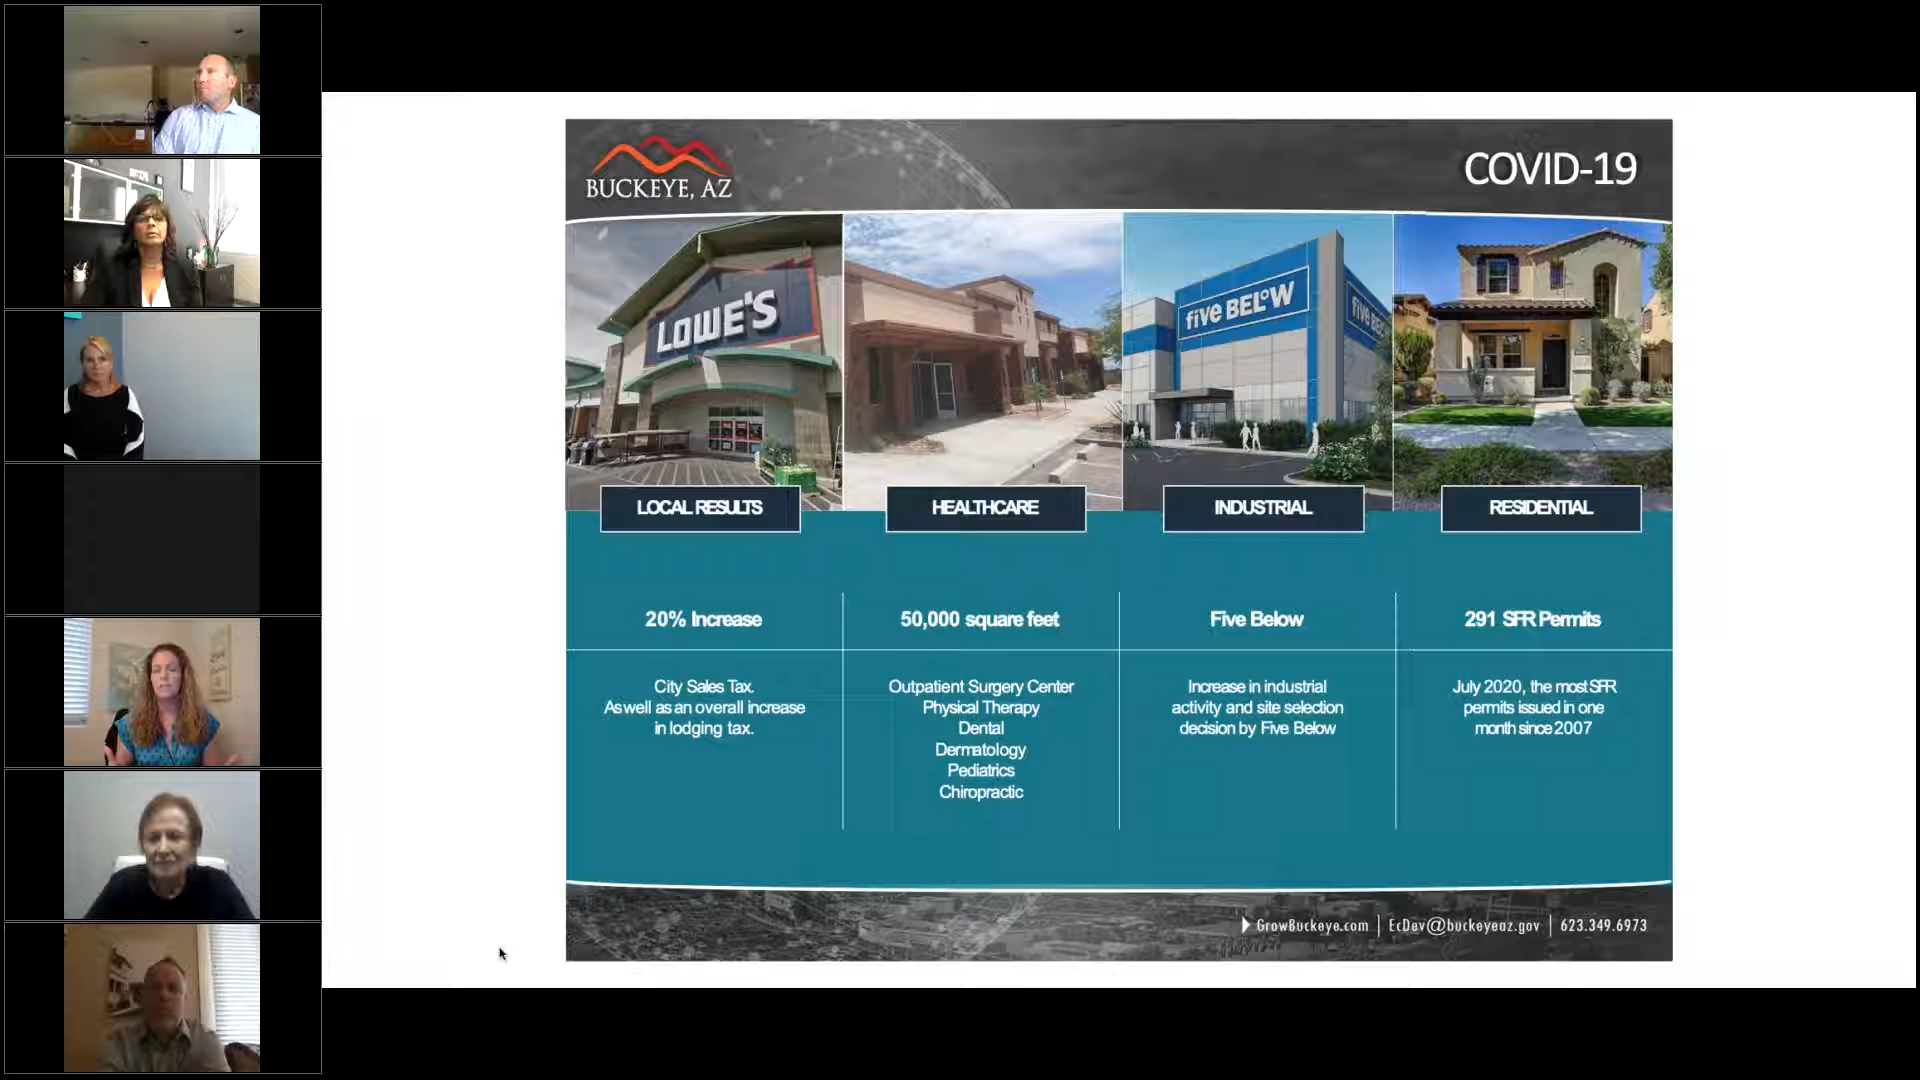 BUCKEYE, AZ
COVID-19
LOWE'S
five BELºW
five BE
LOCAL RESULTS
HEALTHCARE
INDUSTRIAL
RESIDENTIAL
20% Increase
50,000 square feet
Five Below
291 SFR Permits
City Sales Tax.
As well as an overall increase
in lodging tax.
Outpatient Surgery Center
Physical Therapy
Dental
Dermatology
Pediatrics
Chiropractic
Increase in industrial
activity and site selection
decision by Five Below
July 2020, the most SFR
permits issued in one
month since 2007
GrowBuckeye.com | EcDev@buckeyeaz.gov | 623.349.6973